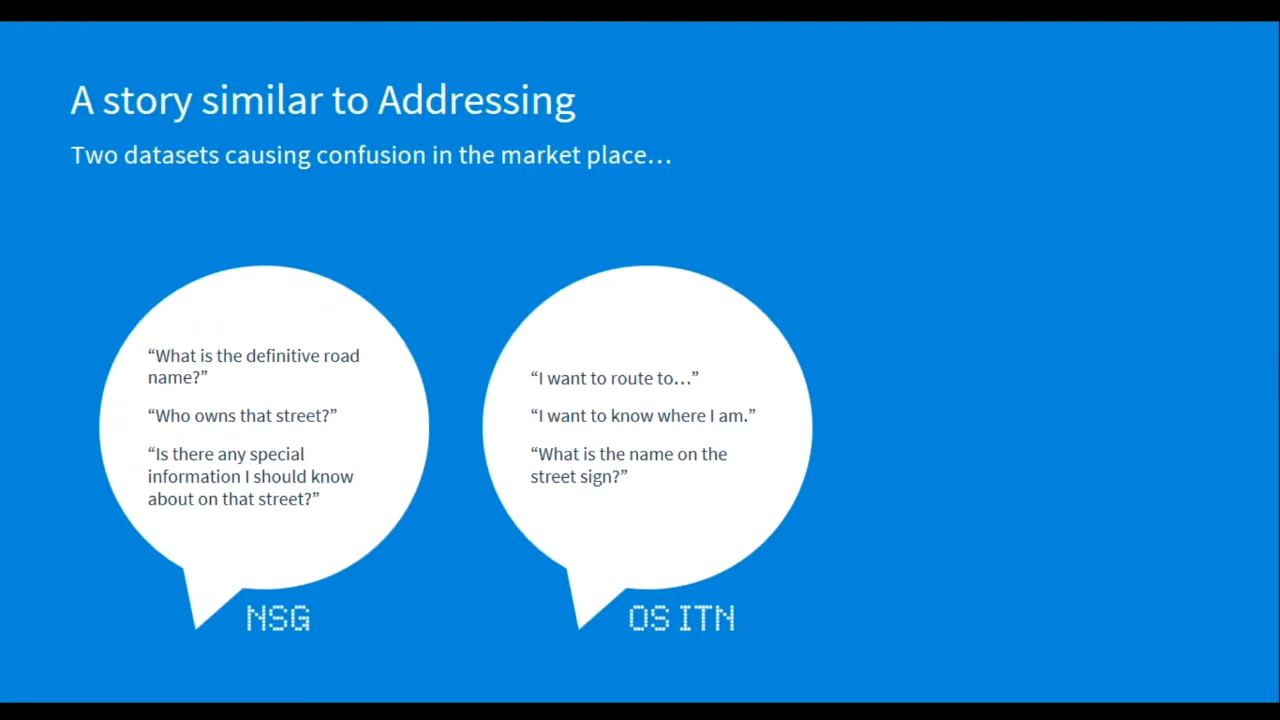 A story similar to Addressing
Two datasets causing confusion in the market place…
“What is the definitive road
name?”
“Who owns that street?”
“Is there any special
information I should know
about on that street?”
NSG
“I want to route to…”
“I want to know where I am.”
“What is the name on the
street sign?”
OS ITN